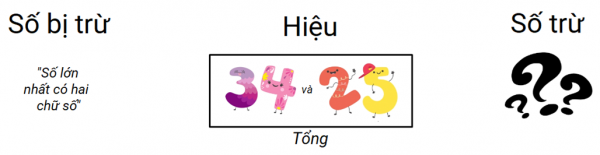 Số bị trừ
Hiệu
Số trừ
"Số lớn
nhất có hai
chữ số"
34 và 25
Tổng
???